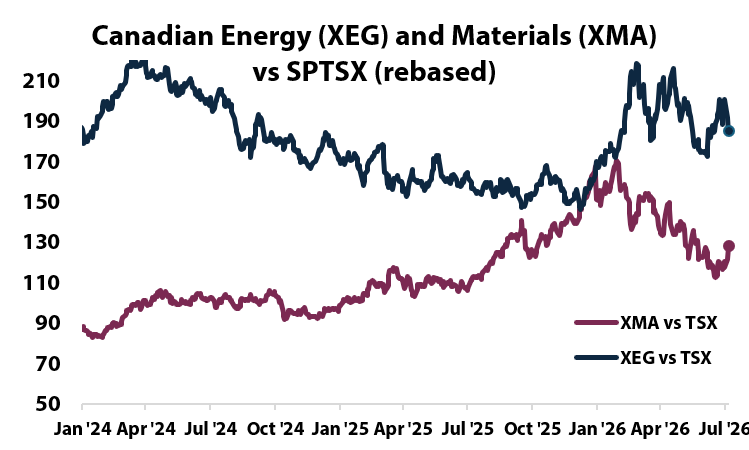 Canadian Energy (XEG) and Materials (XMA)
vs SPTSX (rebased)
210
190
170
150
130
110
90
70
50
XMA vs TSX
XEG vs TSX
Jan '24 Apr '24 Jul '24 Oct '24 Jan '25 Apr '25 Jul '25 Oct '25 Jan '26 Apr '26 Jul '26